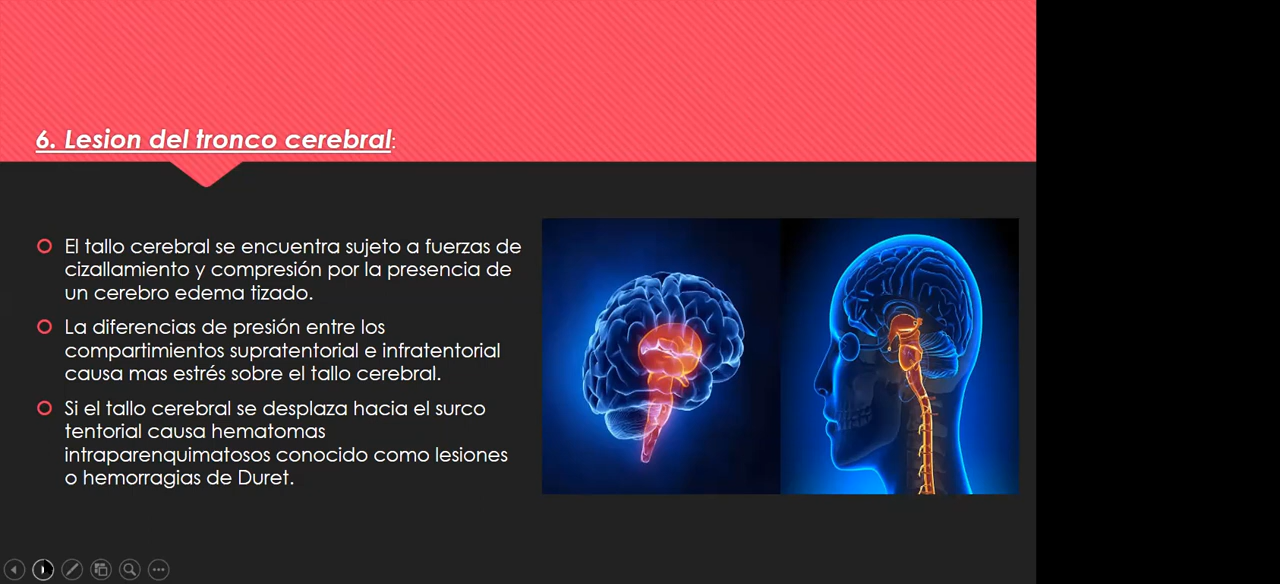 6. Lesion del tronco cerebral:
El tallo cerebral se encuentra sujeto a fuerzas de
cizallamiento y compresión por la presencia de
un cerebro edema tizado.
La diferencias de presión entre los
compartimientos supratentorial e infratentorial
causa mas estrés sobre el tallo cerebral.
Si el tallo cerebral se desplaza hacia el surco
tentorial causa hematomas
intraparenquimatosos conocido como lesiones
o hemorragias de Duret.